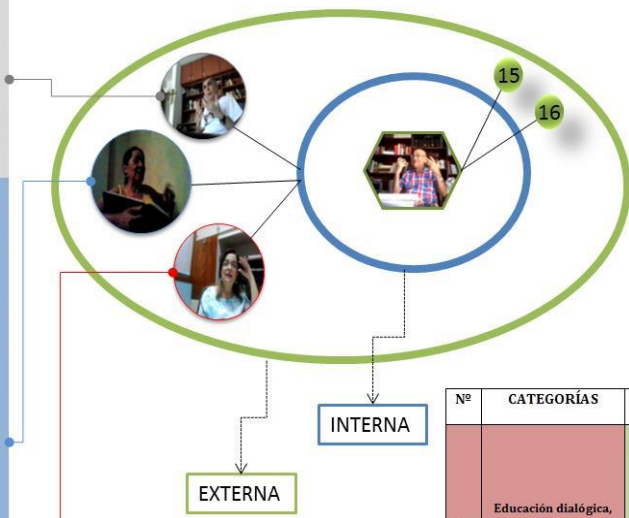 15
16
INTERNA
EXTERNA
Nº CATEGORÍAS
Educación dialógica,